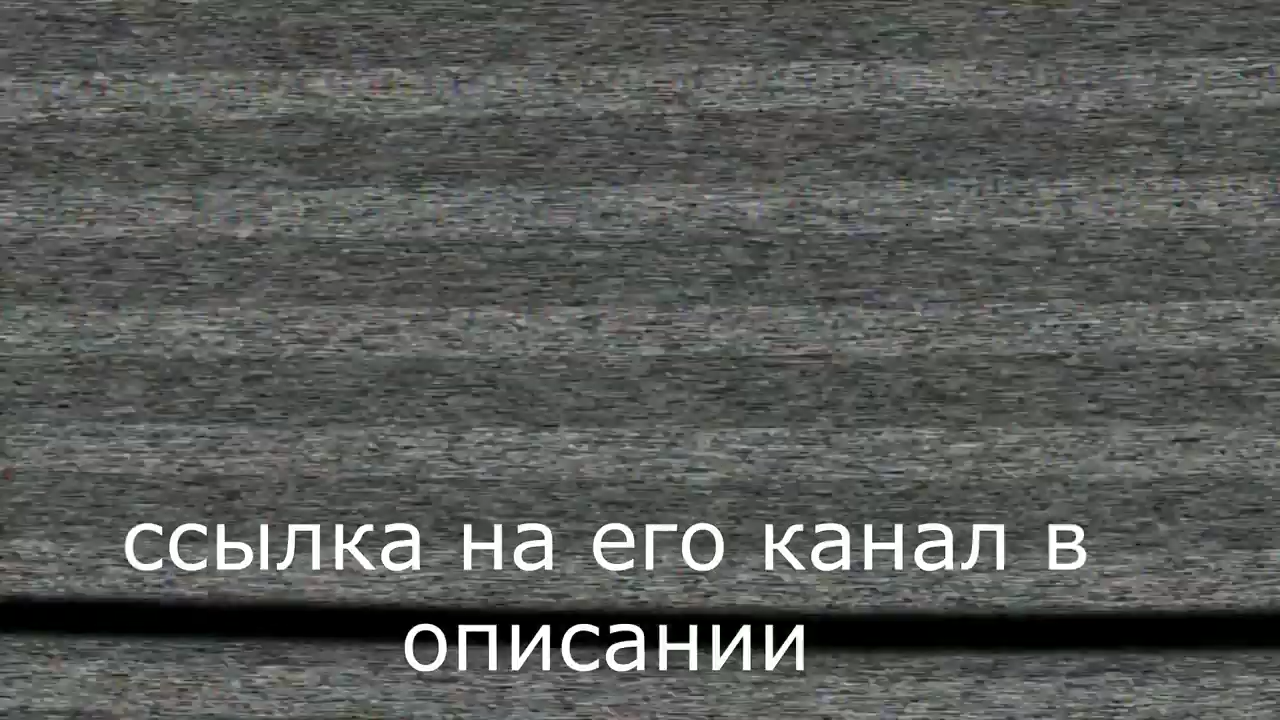 ссылка на его канал в
описании